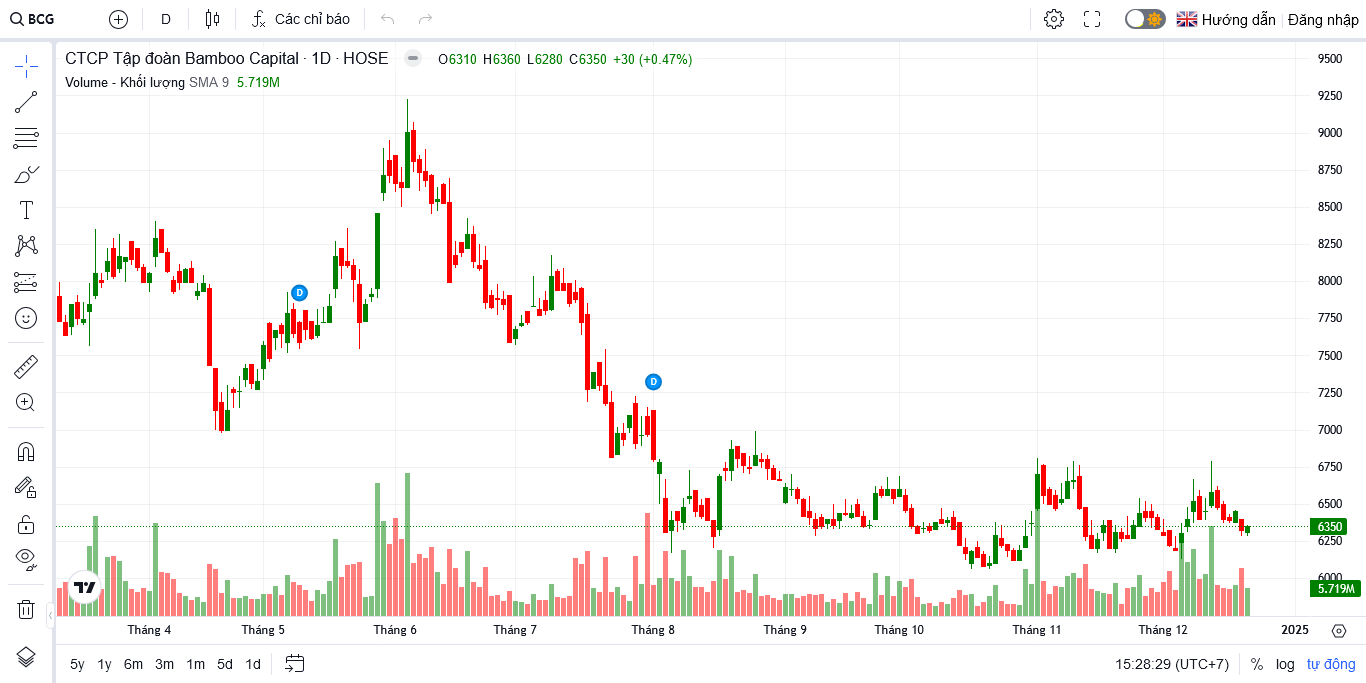 BCG D Các chỉ báo Hướng dẫn Đăng nhập
CTCP Tập đoàn Bamboo Capital · 1D · HOSE O6310 H6360 L6280 C6350 +30 (+0.47%)
Volume - Khối lượng SMA 9 5.719M
9500
9250
9000
8750
8500
8250
8000
7750
7500
7250
7000
6750
6500
6350
6250
6000
5.719M
D
D
Tháng 4 Tháng 5 Tháng 6 Tháng 7 Tháng 8 Tháng 9 Tháng 10 Tháng 11 Tháng 12 2025
5y 1y 6m 3m 1m 5d 1d 15:28:29 (UTC+7) % log tự động